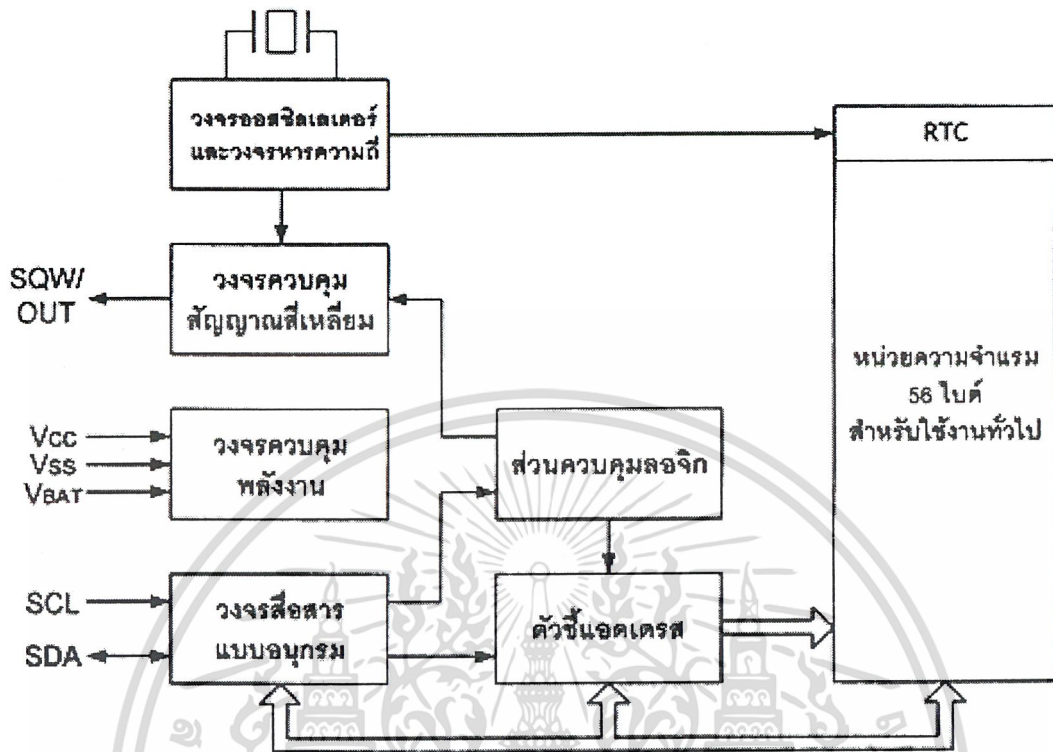 วงจรออสซิลเลเตอร์
และวงจรหารความถี่
RTC
SQW/
OUT
วงจรควบคุม
สัญญาณสี่เหลี่ยม
หน่วยความจำแรม
56 ไบต์
สำหรับใช้งานทั่วไป
VCC
VSS
VBAT
วงจรควบคุม
พลังงาน
ส่วนควบคุมลอจิก
SCL
SDA
วงจรสื่อสาร
แบบอนุกรม
ตัวชี้แอดเดรส